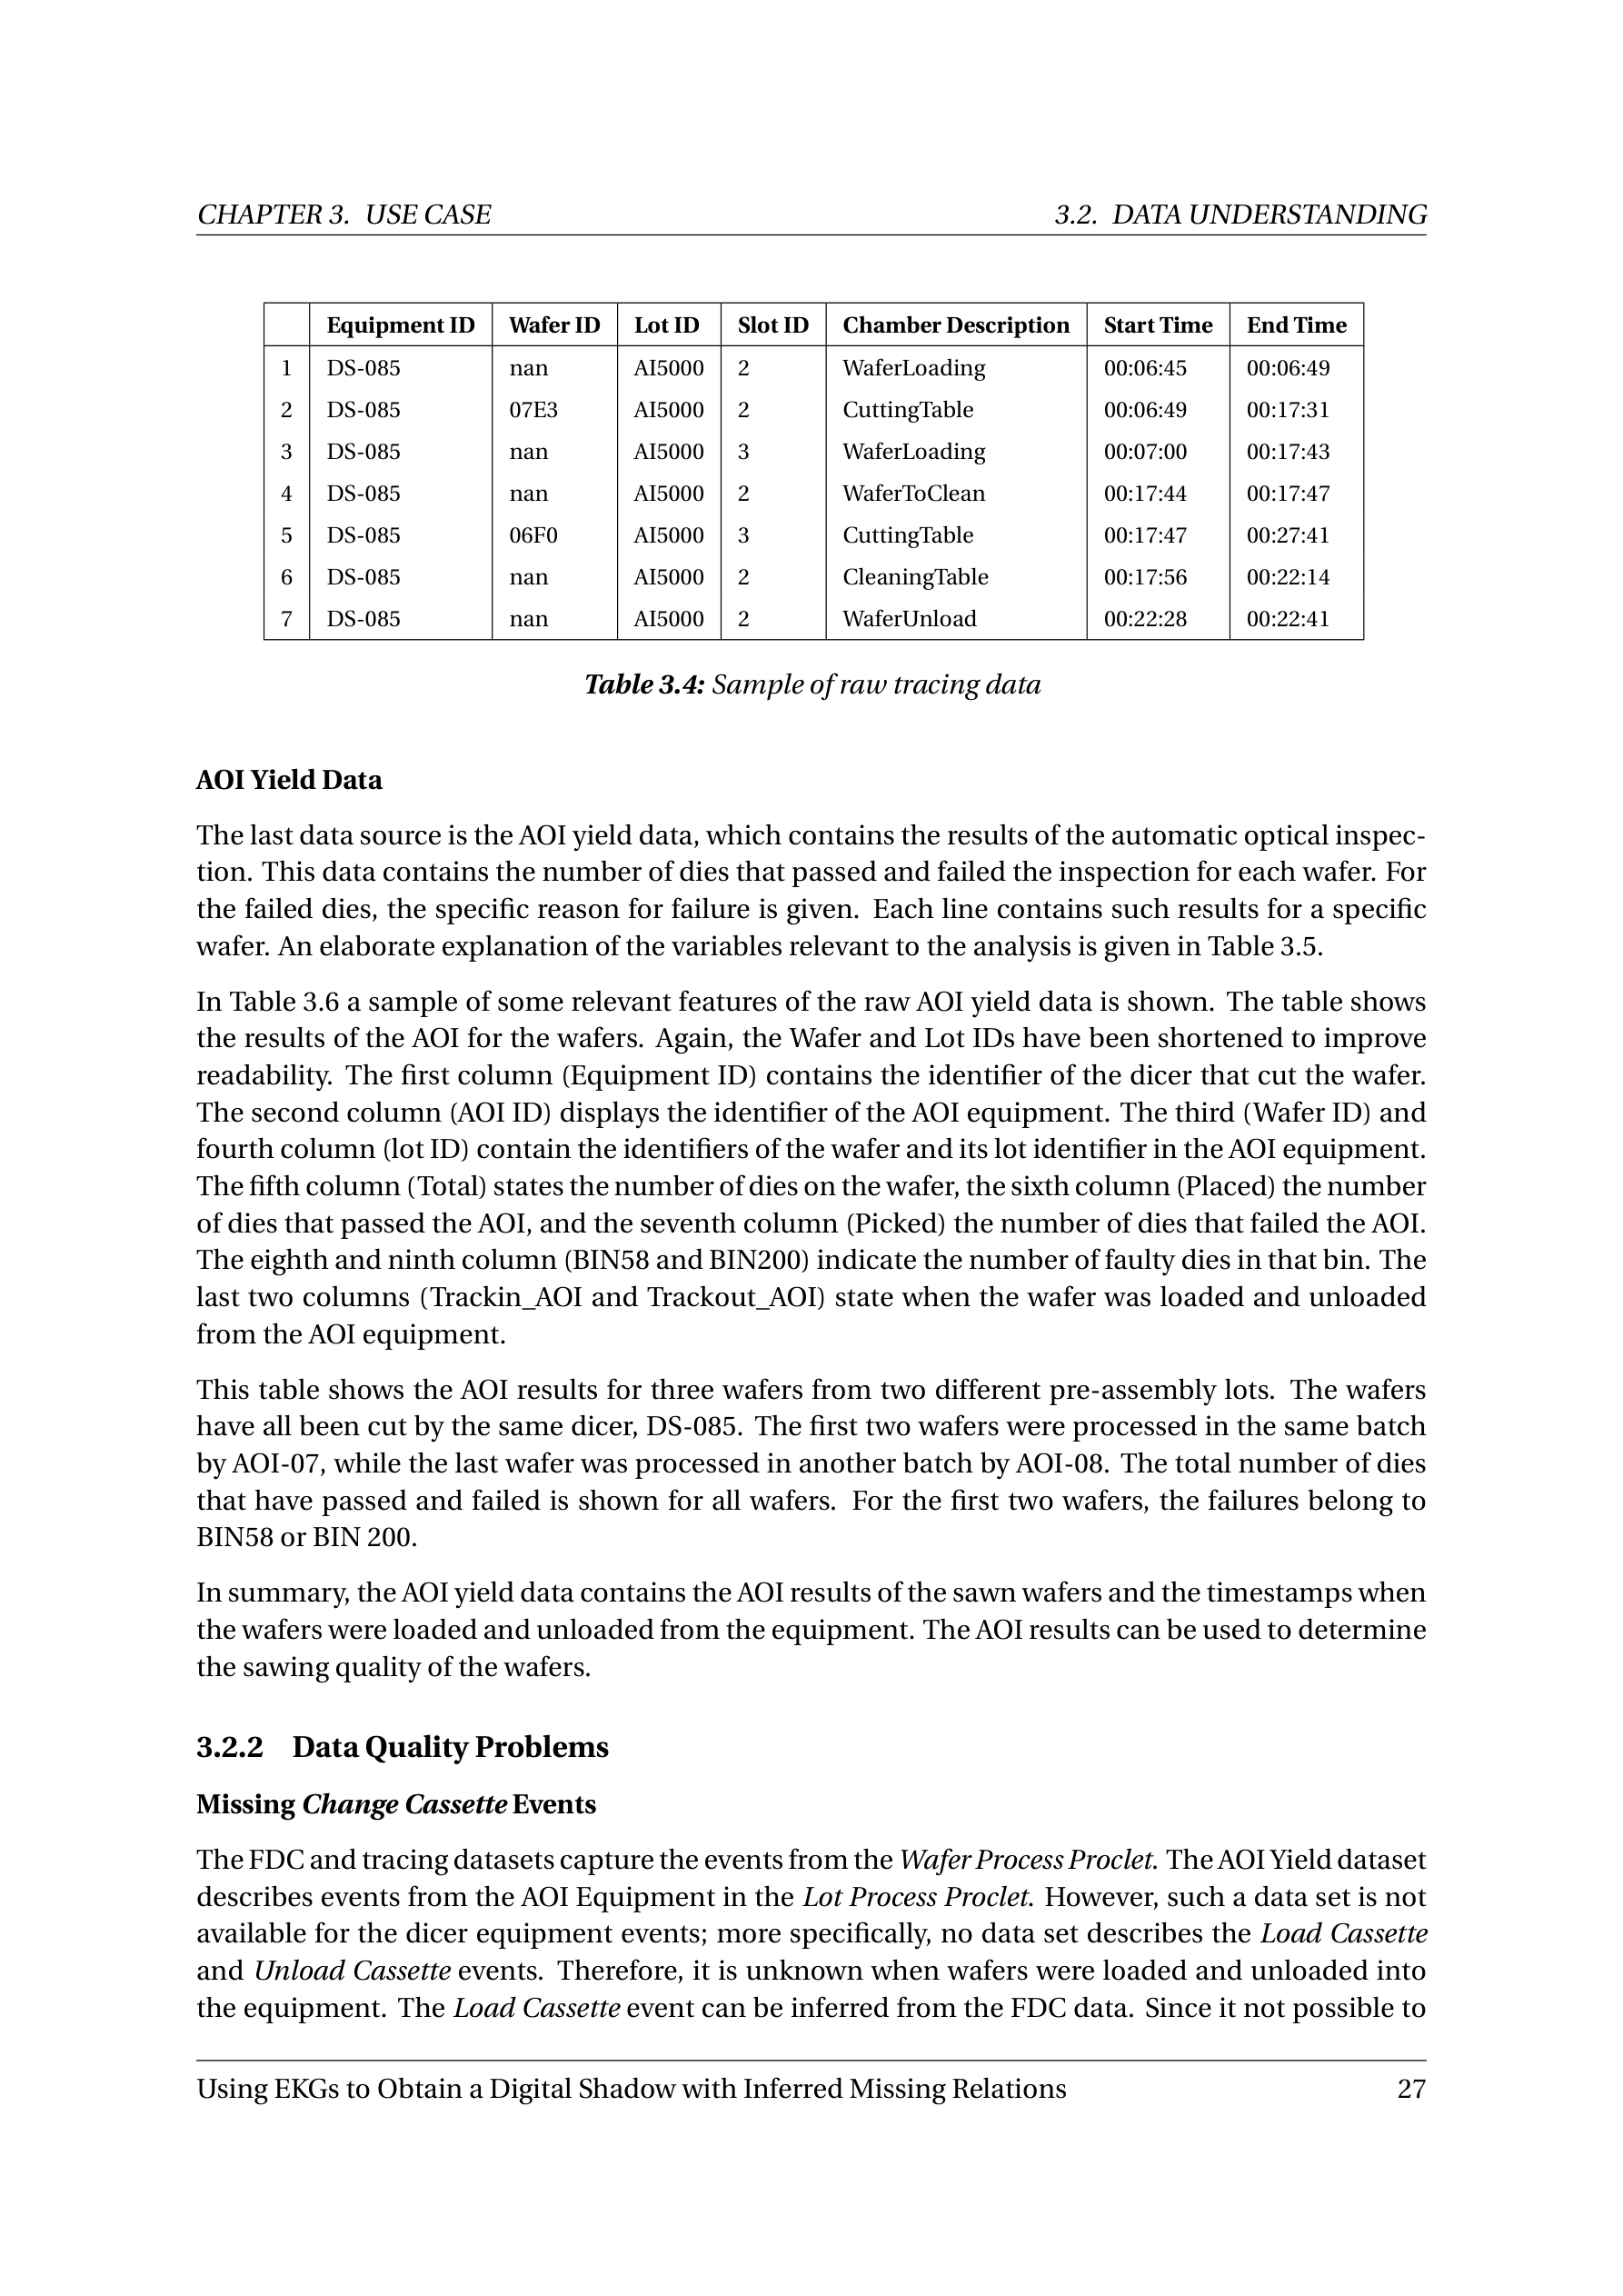 CHAPTER 3. USE CASE 3.2. DATA UNDERSTANDING
Equipment ID Wafer ID Lot ID Slot ID Chamber Description Start Time End Time
1 DS-085 nan AI5000 2 WaferLoading 00:06:45 00:06:49
2 DS-085 07E3 AI5000 2 CuttingTable 00:06:49 00:17:31
3 DS-085 nan AI5000 3 WaferLoading 00:07:00 00:17:43
4 DS-085 nan AI5000 2 WaferToClean 00:17:44 00:17:47
5 DS-085 06F0 AI5000 3 CuttingTable 00:17:47 00:27:41
6 DS-085 nan AI5000 2 CleaningTable 00:17:56 00:22:14
7 DS-085 nan AI5000 2 WaferUnload 00:22:28 00:22:41
Table 3.4: Sample of raw tracing data
AOI Yield Data
The last data source is the AOI yield data, which contains the results of the automatic optical inspec-
tion. This data contains the number of dies that passed and failed the inspection for each wafer. For
the failed dies, the specific reason for failure is given. Each line contains such results for a specific
wafer. An elaborate explanation of the variables relevant to the analysis is given in Table 3.5.
In Table 3.6 a sample of some relevant features of the raw AOI yield data is shown. The table shows
the results of the AOI for the wafers. Again, the Wafer and Lot IDs have been shortened to improve
readability. The first column (Equipment ID) contains the identifier of the dicer that cut the wafer.
The second column (AOI ID) displays the identifier of the AOI equipment. The third (Wafer ID) and
fourth column (lot ID) contain the identifiers of the wafer and its lot identifier in the AOI equipment.
The fifth column (Total) states the number of dies on the wafer, the sixth column (Placed) the number
of dies that passed the AOI, and the seventh column (Picked) the number of dies that failed the AOI.
The eighth and ninth column (BIN58 and BIN200) indicate the number of faulty dies in that bin. The
last two columns (Trackin_AOI and Trackout_AOI) state when the wafer was loaded and unloaded
from the AOI equipment.
This table shows the AOI results for three wafers from two different pre-assembly lots. The wafers
have all been cut by the same dicer, DS-085. The first two wafers were processed in the same batch
by AOI-07, while the last wafer was processed in another batch by AOI-08. The total number of dies
that have passed and failed is shown for all wafers. For the first two wafers, the failures belong to
BIN58 or BIN 200.
In summary, the AOI yield data contains the AOI results of the sawn wafers and the timestamps when
the wafers were loaded and unloaded from the equipment. The AOI results can be used to determine
the sawing quality of the wafers.
3.2.2 Data Quality Problems
Missing Change Cassette Events
The FDC and tracing datasets capture the events from the Wafer Process Proclet. The AOI Yield dataset
describes events from the AOI Equipment in the Lot Process Proclet. However, such a data set is not
available for the dicer equipment events; more specifically, no data set describes the Load Cassette
and Unload Cassette events. Therefore, it is unknown when wafers were loaded and unloaded into
the equipment. The Load Cassette event can be inferred from the FDC data. Since it not possible to
Using EKGs to Obtain a Digital Shadow with Inferred Missing Relations 27